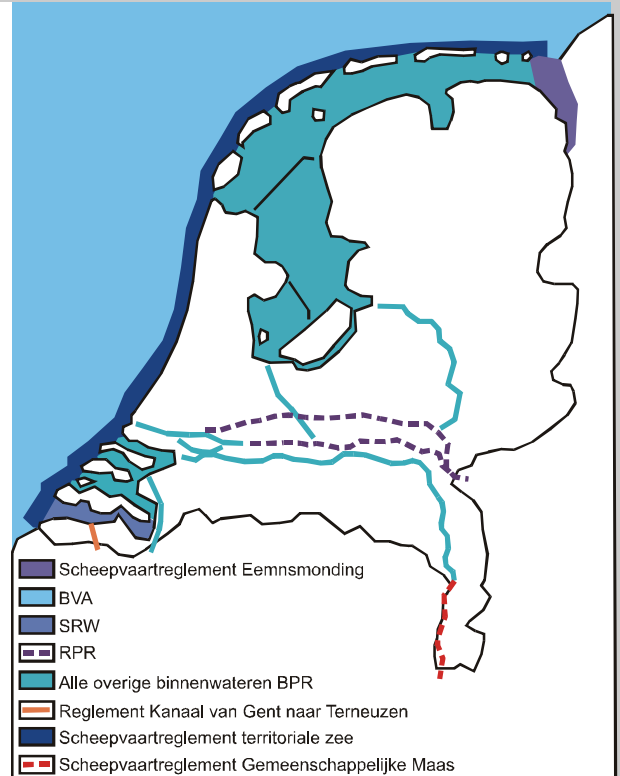 Scheepvaartreglement Eemnsmonding
BVA
SRW
RPR
Alle overige binnenwateren BPR
Reglement Kanaal van Gent naar Terneuzen
Scheepvaartreglement territoriale zee
Scheepvaartreglement Gemeenschappelijke Maas